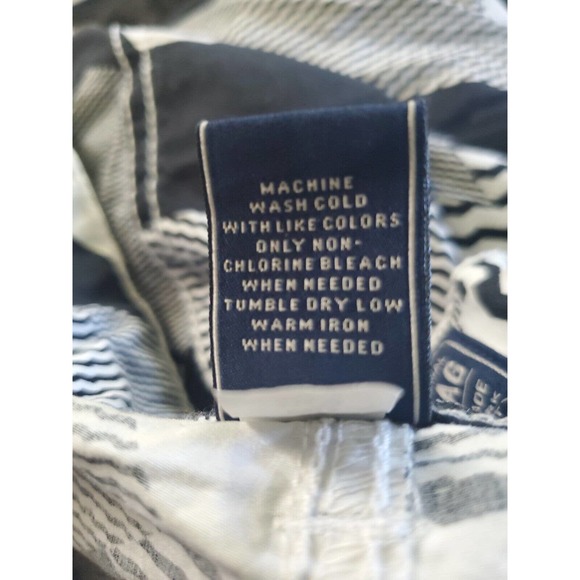 MACHINE
WASH COLD
WITH LIKE COLORS
ONLY NON-
CHLORINE BLEACH
WHEN NEEDED
TUMBLE DRY LOW
WARM IRON
WHEN NEEDED
AG